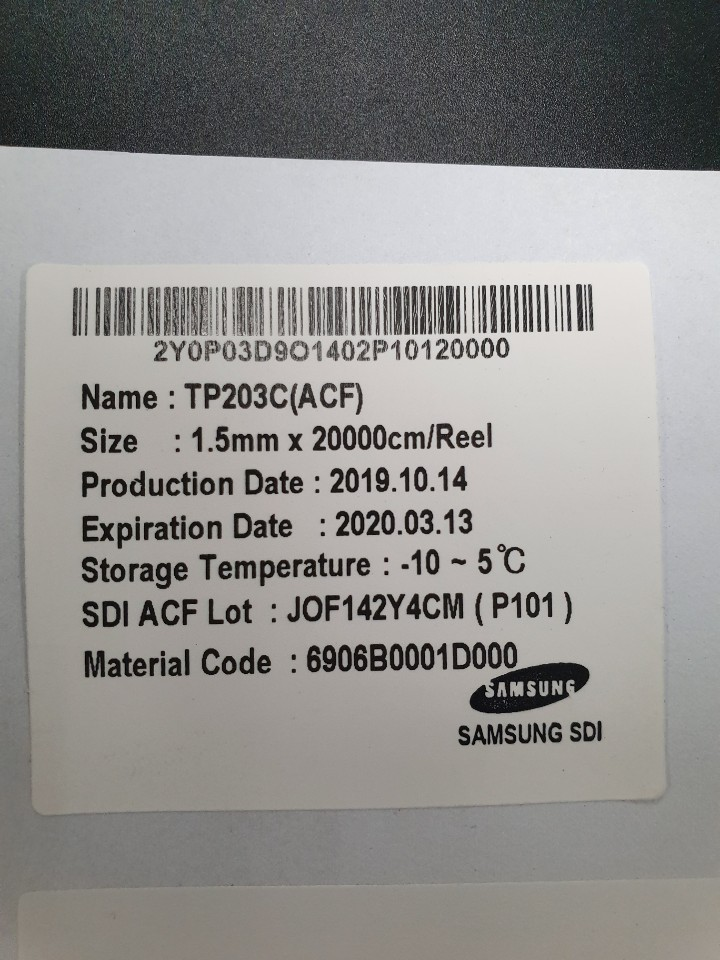 2Y0P03D9O1402P10120000
Name : TP203C(ACF)
Size : 1.5mm x 20000cm/Reel
Production Date : 2019.10.14
Expiration Date : 2020.03.13
Storage Temperature : -10 ~ 5℃
SDI ACF Lot : JOF142Y4CM ( P101 )
Material Code : 6906B0001D000
SAMSUNG
SAMSUNG SDI